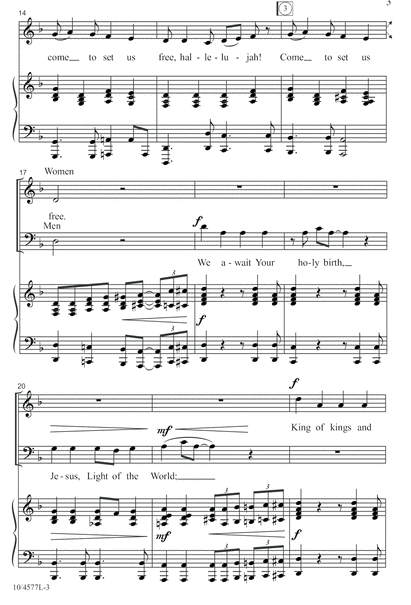 3
14
3
come to set us free, hal - le - lu - jah! Come to set us
17
Women
free.
Men
f
We a - wait Your ho - ly birth,
3
3
f
20
f
mf
King of kings and
Je - sus, Light of the World;
mf
3
3
f
10/4577L-3